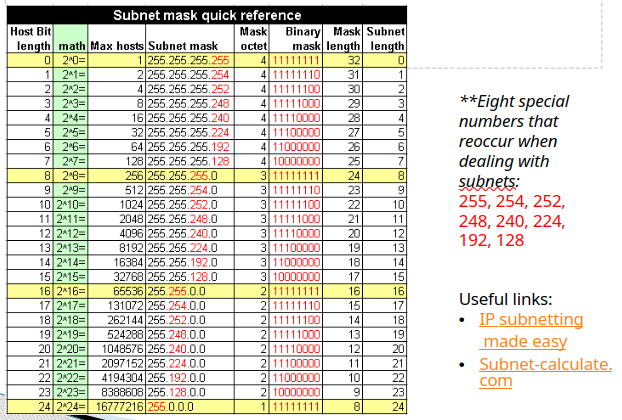 Subnet mask quick reference
Host Bit Mask Binary Mask Subnet
length math Max hosts Subnet mask octet mask length length
0 2^0= 1 255.255.255.255 4 11111111 32 0
1 2^1= 2 255.255.255.254 4 11111110 31 1
2 2^2= 4 255.255.255.252 4 11111100 30 2
3 2^3= 8 255.255.255.248 4 11111000 29 3
4 2^4= 16 255.255.255.240 4 11110000 28 4
5 2^5= 32 255.255.255.224 4 11100000 27 5
6 2^6= 64 255.255.255.192 4 11000000 26 6
7 2^7= 128 255.255.255.128 4 10000000 25 7
8 2^8= 256 255.255.255.0 3 11111111 24 8
9 2^9= 512 255.255.254.0 3 11111110 23 9
10 2^10= 1024 255.255.252.0 3 11111100 22 10
11 2^11= 2048 255.255.248.0 3 11111000 21 11
12 2^12= 4096 255.255.240.0 3 11110000 20 12
13 2^13= 8192 255.255.224.0 3 11100000 19 13
14 2^14= 16384 255.255.192.0 3 11000000 18 14
15 2^15= 32768 255.255.128.0 3 10000000 17 15
16 2^16= 65536 255.255.0.0 2 11111111 16 16
17 2^17= 131072 255.254.0.0 2 11111110 15 17
18 2^18= 262144 255.252.0.0 2 11111100 14 18
19 2^19= 524288 255.248.0.0 2 11111000 13 19
20 2^20= 1048576 255.240.0.0 2 11110000 12 20
21 2^21= 2097152 255.224.0.0 2 11100000 11 21
22 2^22= 4194304 255.192.0.0 2 11000000 10 22
23 2^23= 8388608 255.128.0.0 2 10000000 9 23
24 2^24= 16777216 255.0.0.0 1 11111111 8 24
**Eight special
numbers that
reoccur when
dealing with
subnets:
255, 254, 252,
248, 240, 224,
192, 128
Useful links:
• IP subnetting
made easy
• Subnet-calculate.
com